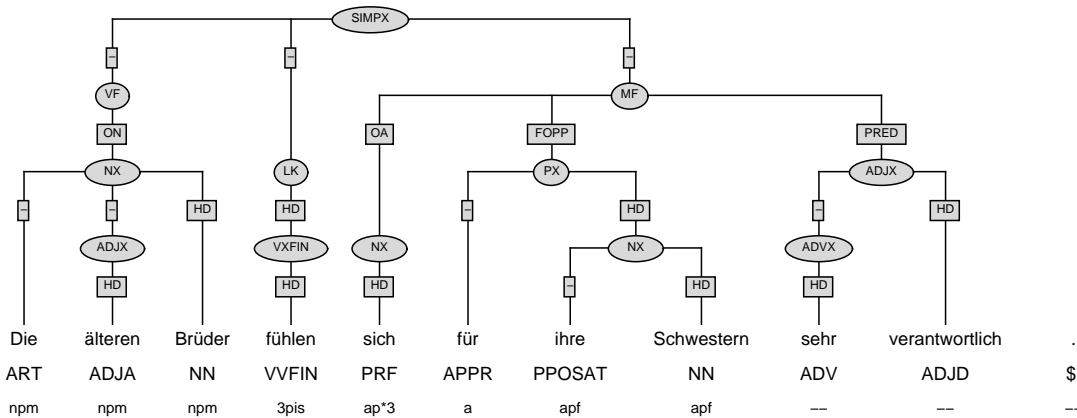 SIMPX
– – –
VF MF
ON OA FOPP PRED
NX LK PX ADJX
– – HD HD – HD – HD
ADJX VXFIN NX NX ADVX
HD HD HD – HD HD
Die älteren Brüder fühlen sich für ihre Schwestern sehr verantwortlich .
ART ADJA NN VVFIN PRF APPR PPOSAT NN ADV ADJD $
npm npm npm 3pis ap*3 a apf apf –– –– ––